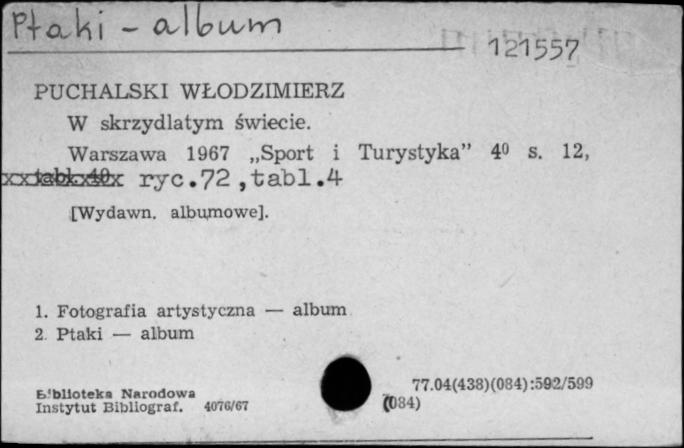 Ptaki - album
121557
PUCHALSKI WŁODZIMIERZ
W skrzydlatym świecie.
Warszawa 1967 „Sport i Turystyka” 4⁰ s. 12,
xxtablxx40xx ryc.72,tabl.4
[Wydawn. albumowe].
1. Fotografia artystyczna — album
2. Ptaki — album
77.04(438)(084):592/599
(084)
Biblioteka Narodowa
Instytut Bibliograf. 4076/67